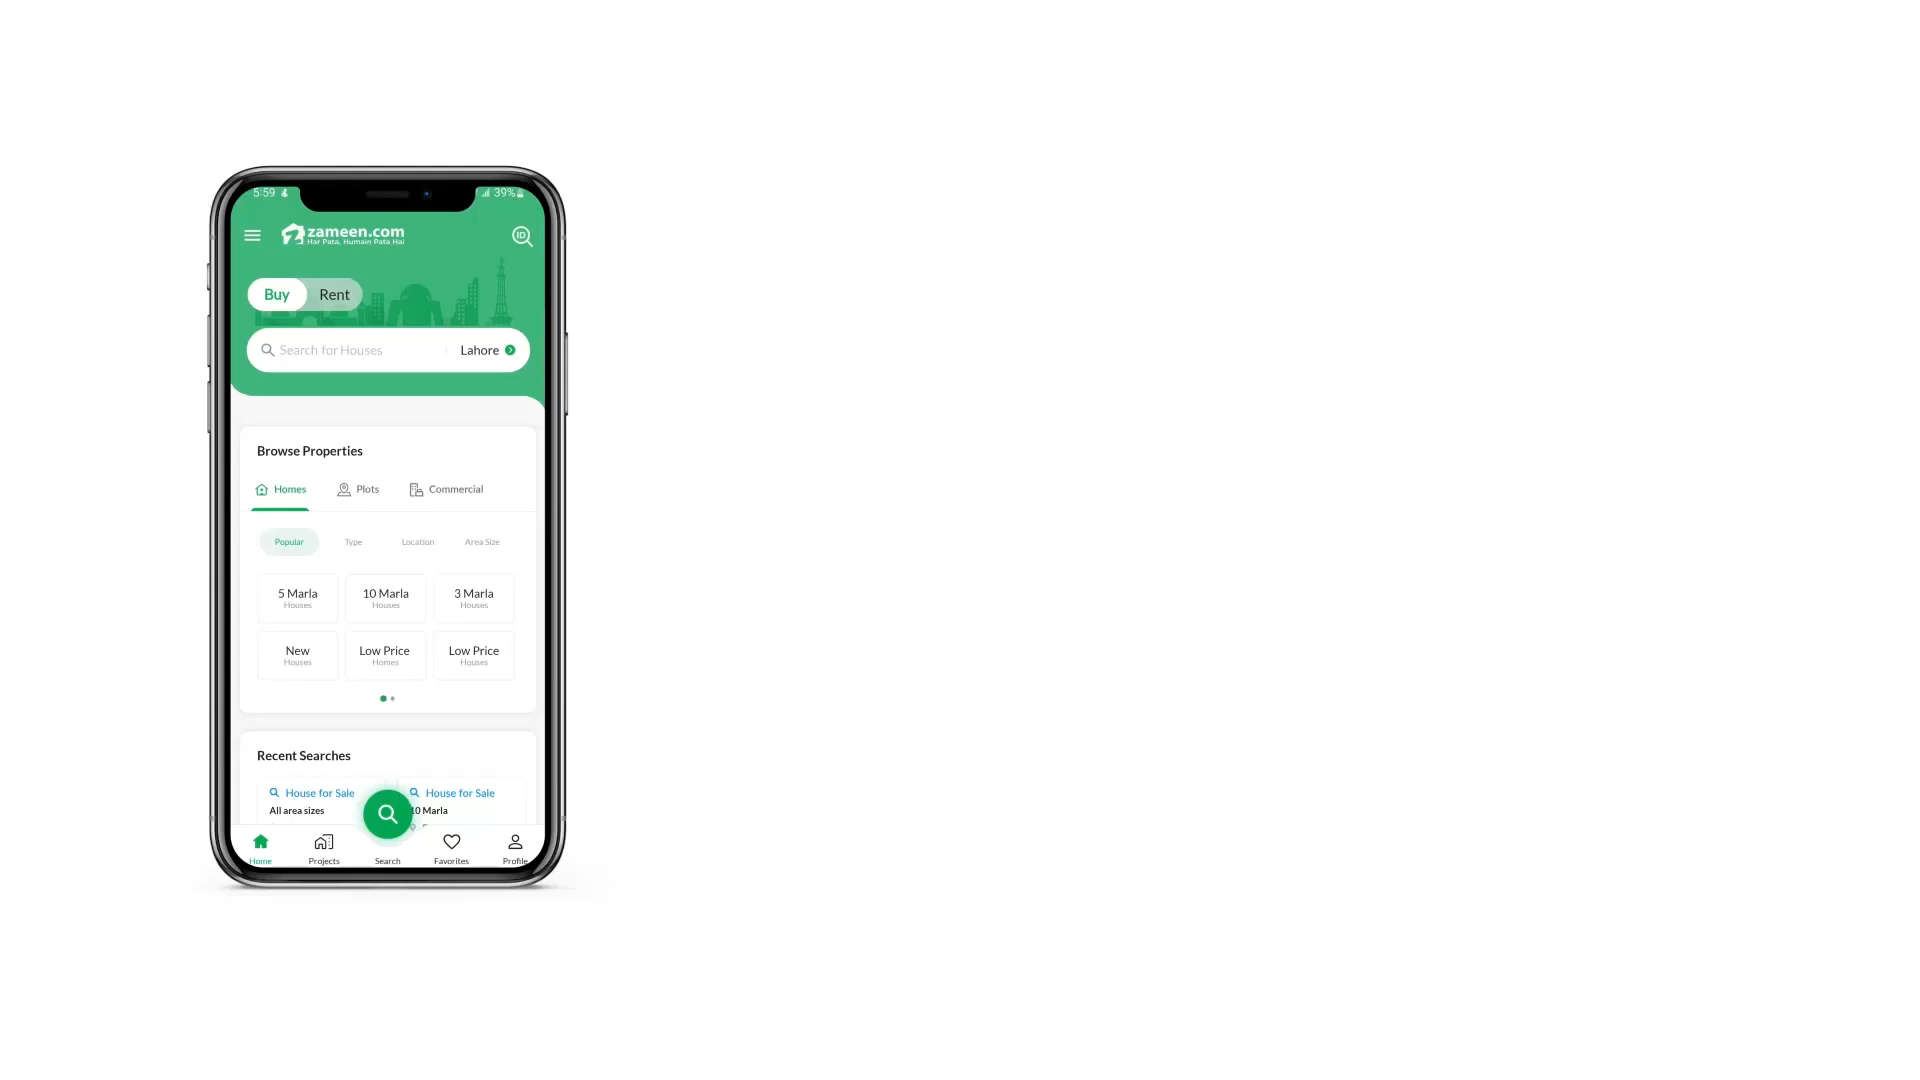 5:59
39%
zameen.com
Har Pata, Humain Pata Hai
ID
Buy Rent
Search for Houses Lahore
Browse Properties
Homes Plots Commercial
Popular Type Location Area Size
5 Marla 10 Marla 3 Marla
Houses Houses Houses
New Low Price Low Price
Houses Homes Houses
Recent Searches
House for Sale House for Sale
All area sizes 10 Marla
Home Projects Search Favorites Profile